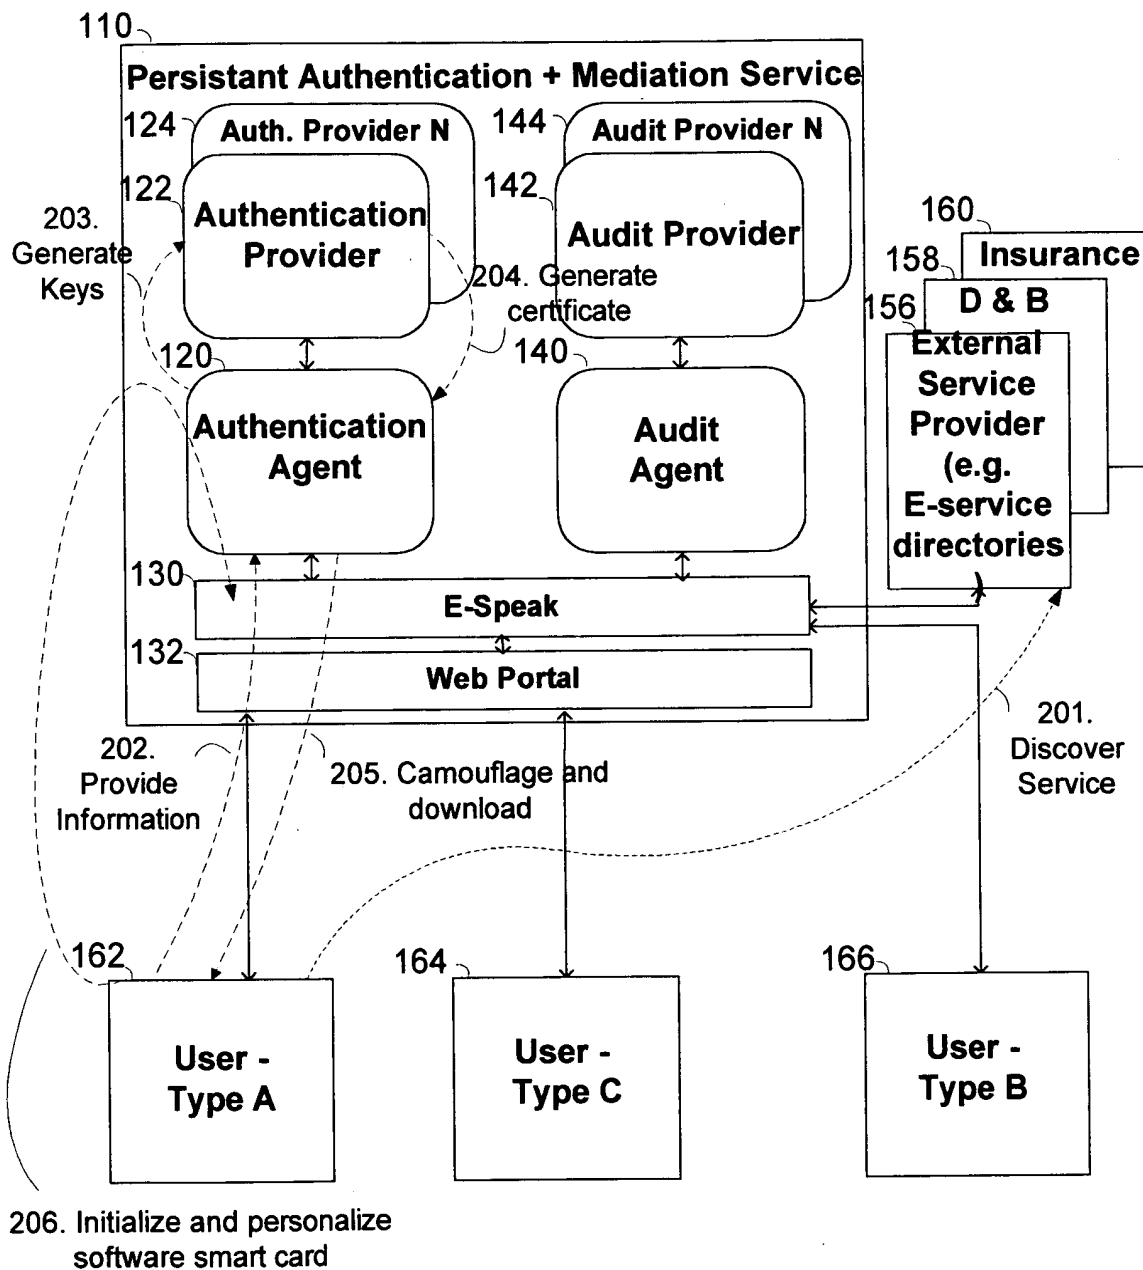 110
Persistant Authentication + Mediation Service
124
Auth. Provider N
144
Audit Provider N
122
Authentication
Provider
142
Audit Provider
203.
Generate
Keys
204. Generate
certificate
160
Insurance
158
D & B
156
External
Service
Provider
(e.g.
E-service
directories
)
120
Authentication
Agent
140
Audit
Agent
130
E-Speak
132
Web Portal
202.
Provide
Information
205. Camouflage and
download
201.
Discover
Service
162
User -
Type A
164
User -
Type C
166
User -
Type B
206. Initialize and personalize
software smart card